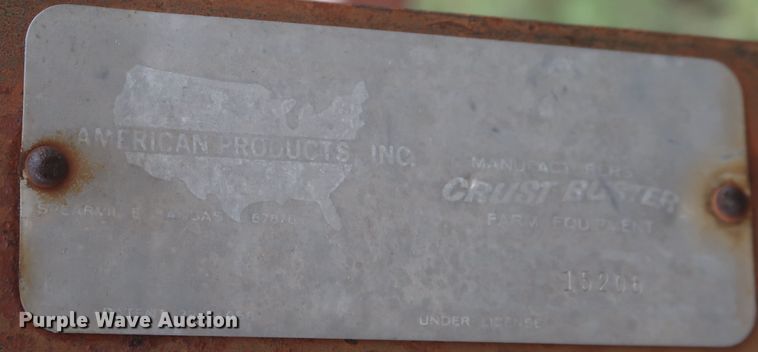 AMERICAN PRODUCTS, INC.
SPEARVILLE KANSAS 67876
MANUFACTURERS
CRUST BUSTER
FARM EQUIPMENT
15206
UNDER LICENSE
Purple Wave Auction